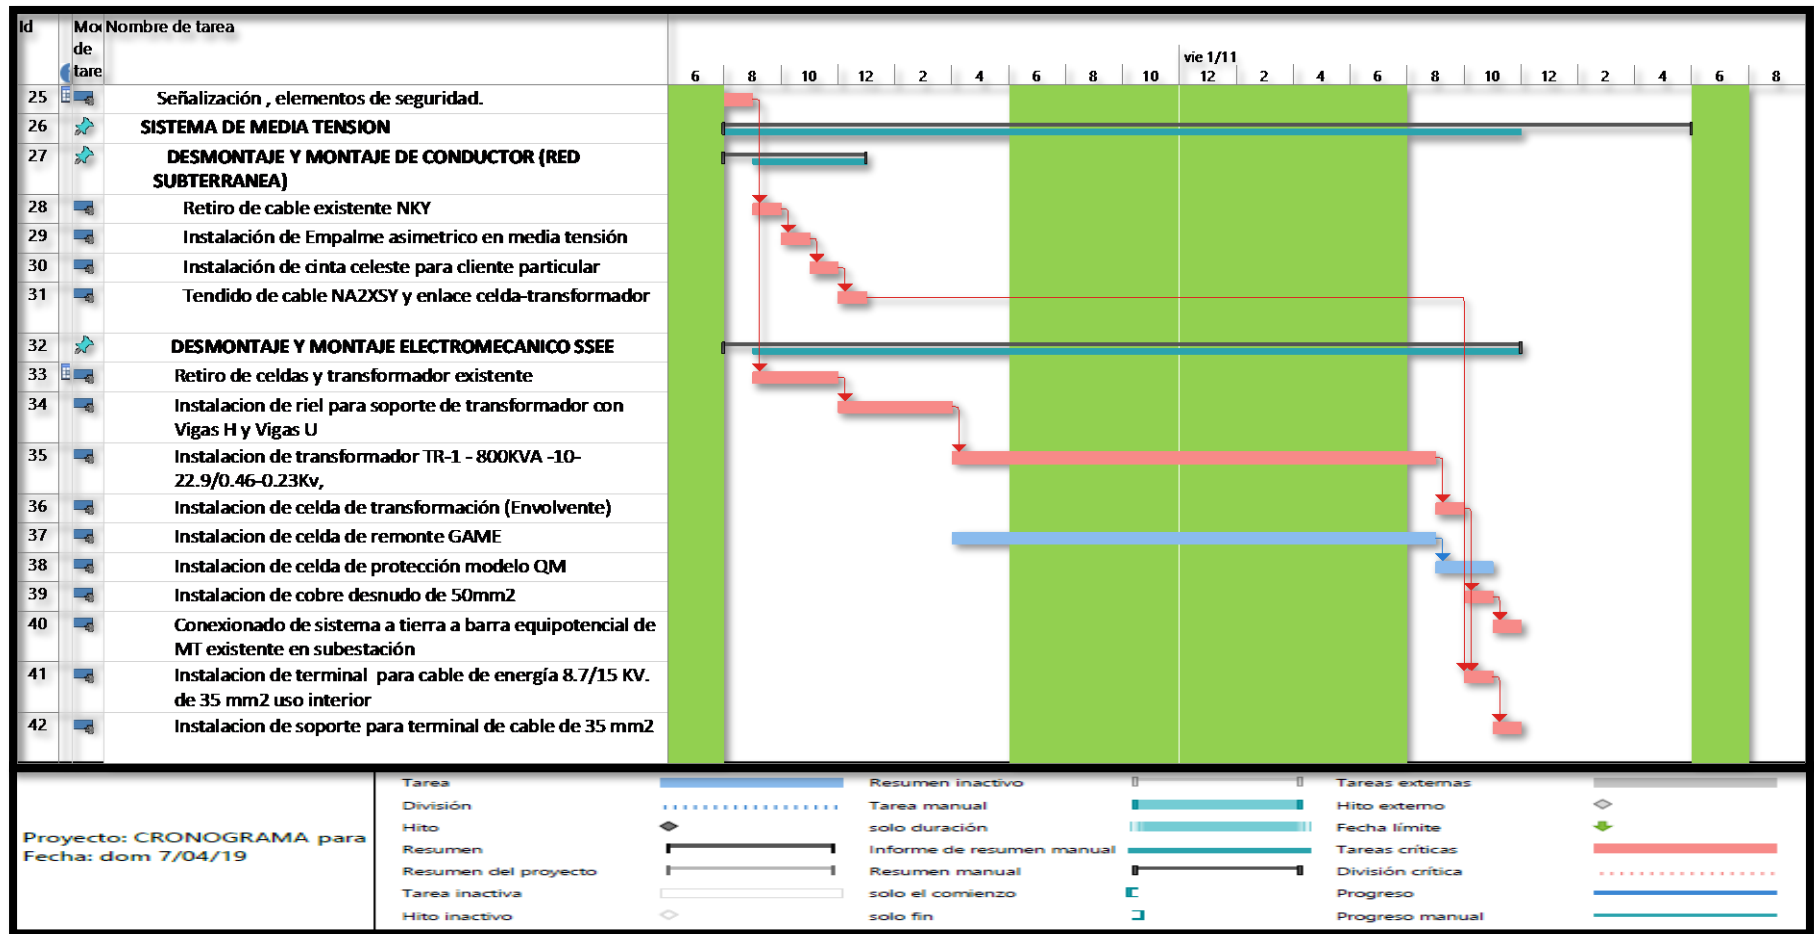 Id
Mo Nombre de tarea
de
tare
vie 1/11
6 8 10 12 2 4 6 8 10 12 2 4 6 8 10 12 2 4 6 8
25 Señalización , elementos de seguridad.
26 SISTEMA DE MEDIA TENSION
27 DESMONTAJE Y MONTAJE DE CONDUCTOR (RED
SUBTERRANEA)
28 Retiro de cable existente NKY
29 Instalación de Empalme asimetrico en media tensión
30 Instalación de cinta celeste para cliente particular
31 Tendido de cable NA2XSY y enlace celda-transformador
32 DESMONTAJE Y MONTAJE ELECTROMECANICO SSEE
33 Retiro de celdas y transformador existente
34 Instalacion de riel para soporte de transformador con
Vigas H y Vigas U
35 Instalacion de transformador TR-1 - 800KVA -10-
22.9/0.46-0.23Kv,
36 Instalacion de celda de transformación (Envolvente)
37 Instalacion de celda de remonte GAME
38 Instalacion de celda de protección modelo QM
39 Instalacion de cobre desnudo de 50mm2
40 Conexionado de sistema a tierra a barra equipotencial de
MT existente en subestación
41 Instalacion de terminal para cable de energía 8.7/15 KV.
de 35 mm2 uso interior
42 Instalacion de soporte para terminal de cable de 35 mm2
Proyecto: CRONOGRAMA para
Fecha: dom 7/04/19
Tarea
División
Hito
Resumen
Resumen del proyecto
Tarea inactiva
Hito inactivo
Resumen inactivo
Tarea manual
solo duración
Informe de resumen manual
Resumen manual
solo el comienzo
solo fin
Tareas externas
Hito externo
Fecha límite
Tareas críticas
División crítica
Progreso
Progreso manual